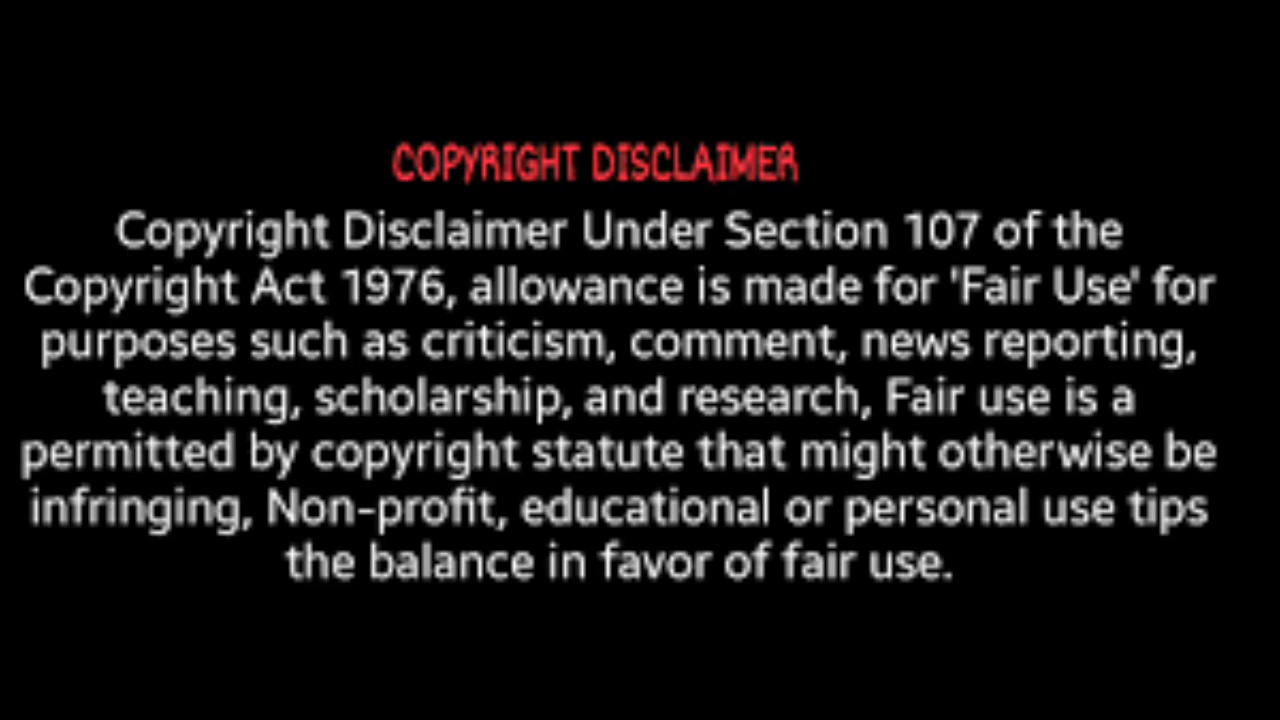 COPYRIGHT DISCLAIMER
Copyright Disclaimer Under Section 107 of the
Copyright Act 1976, allowance is made for 'Fair Use' for
purposes such as criticism, comment, news reporting,
teaching, scholarship, and research, Fair use is a
permitted by copyright statute that might otherwise be
infringing, Non-profit, educational or personal use tips
the balance in favor of fair use.